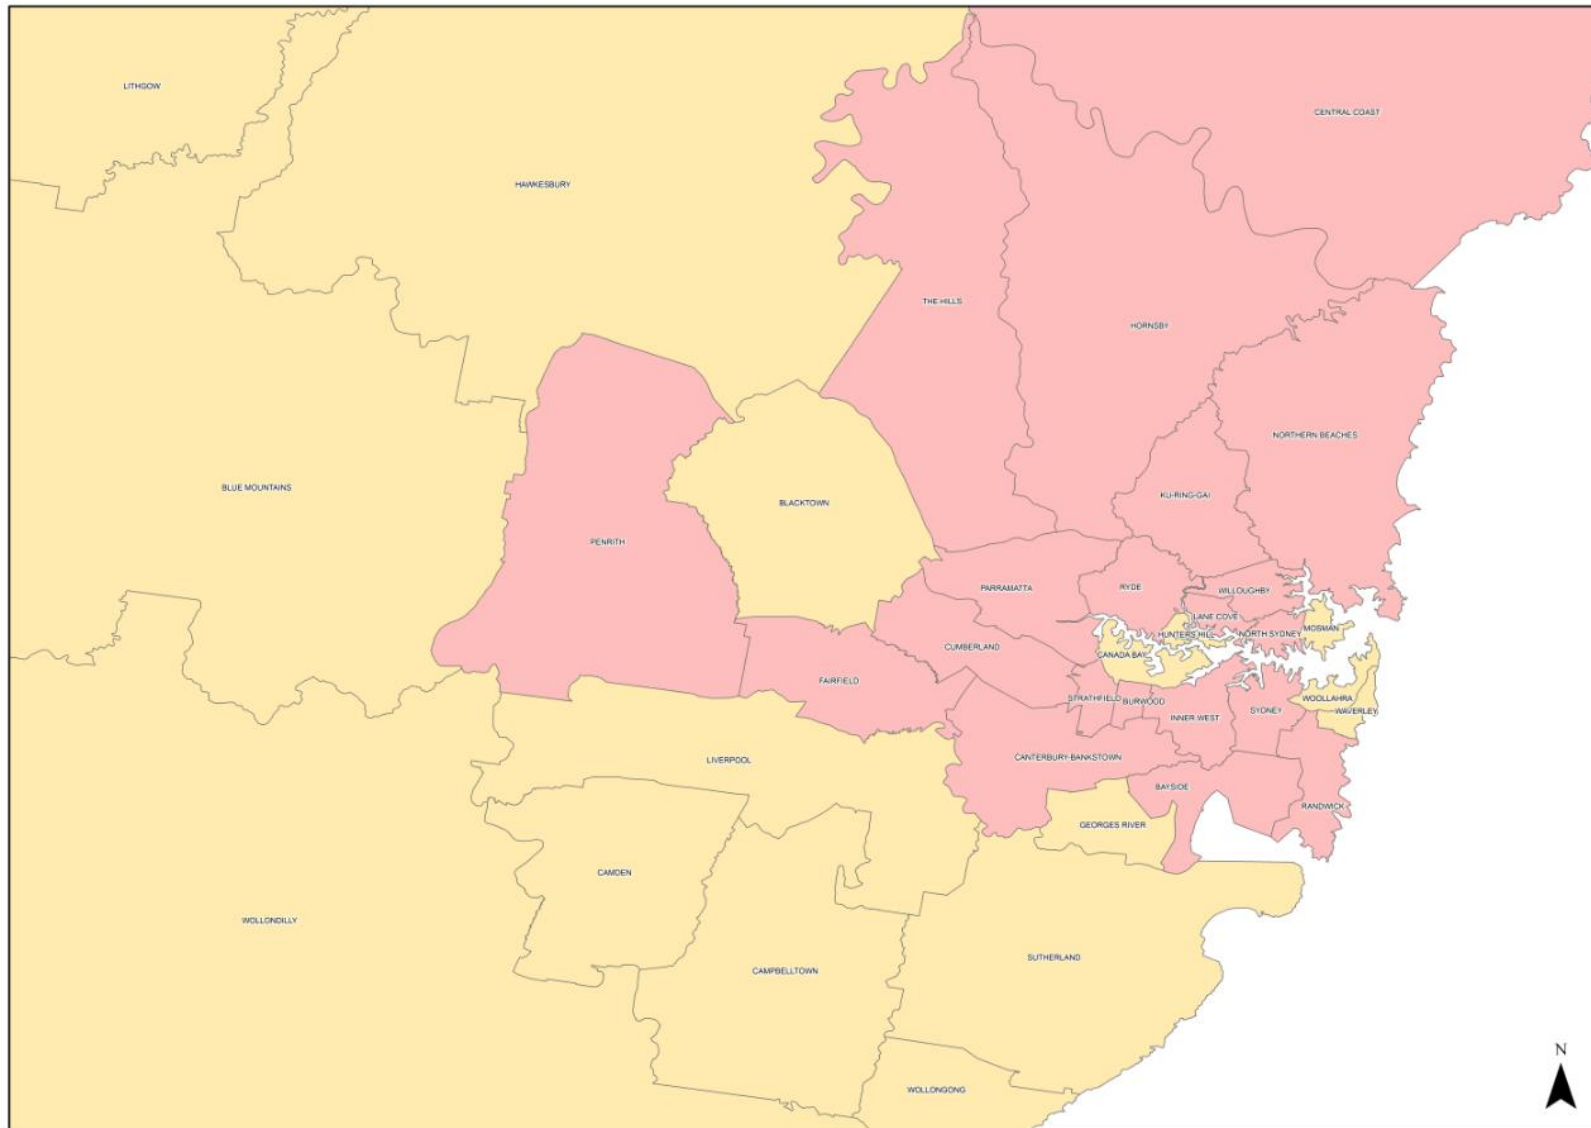 LITHGOW
CENTRAL COAST
HAWKESBURY
THE HILLS
HORNSBY
NORTHERN BEACHES
BLUE MOUNTAINS
KU-RING-GAI
BLACKTOWN
PENRITH
PARRAMATTA
RYDE
WILLOUGHBY
LANE COVE
MOSMAN
HUNTERS HILL
NORTH SYDNEY
CUMBERLAND
CANADA BAY
FAIRFIELD
STRATHFIELD
BURWOOD
WOOLLAHRA
SYDNEY
WAVERLEY
INNER WEST
CANTERBURY-BANKSTOWN
LIVERPOOL
BAYSIDE
RANDWICK
GEORGES RIVER
CAMDEN
WOLLONDILLY
SUTHERLAND
CAMPBELLTOWN
N
WOLLONGONG